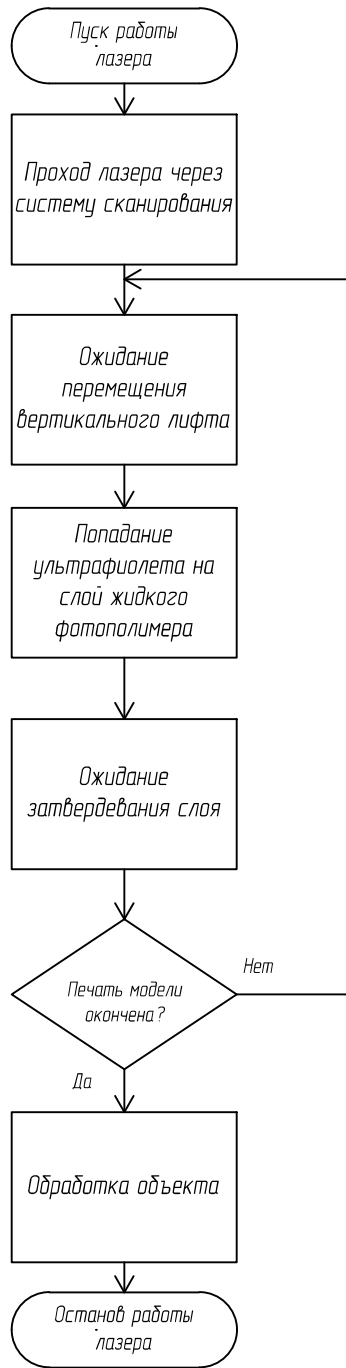 Пуск работы
лазера
Проход лазера через
систему сканирования
Ожидание
перемещения
вертикального лифта
Попадание
ультрафиолета на
слой жидкого
фотополимера
Ожидание
затвердевания слоя
Печать модели
окончена?
Нет
Да
Обработка объекта
Останов работы
лазера